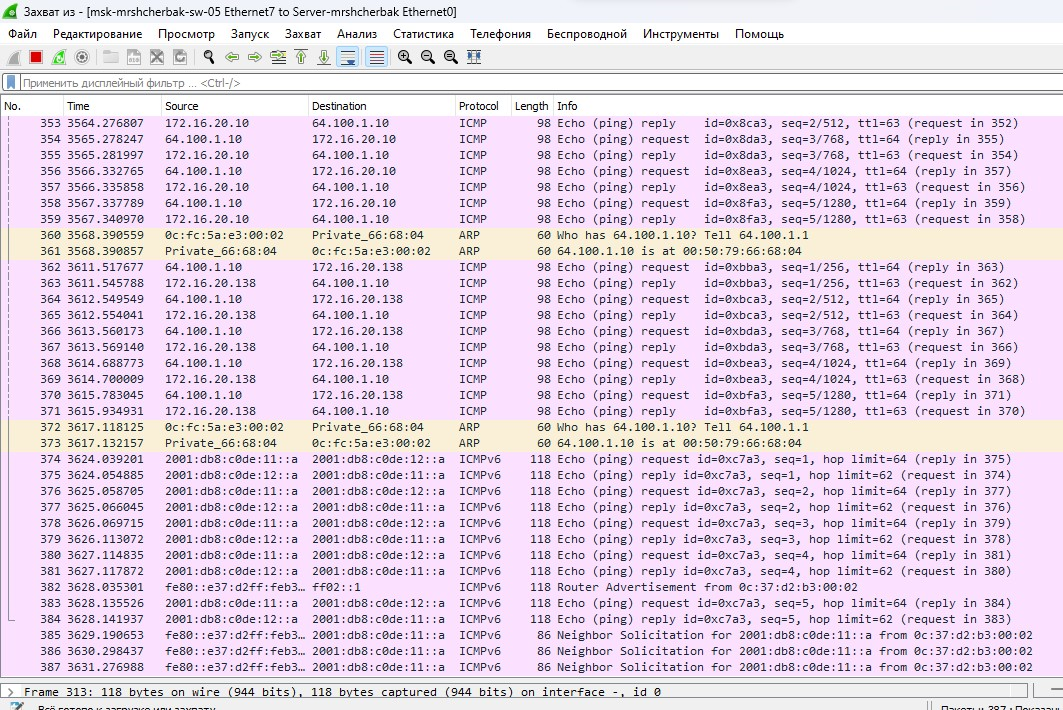 Захват из - [msk-mrshcherbak-sw-05 Ethernet7 to Server-mrshcherbak Ethernet0]
Файл Редактирование Просмотр Запуск Захват Анализ Статистика Телефония Беспроводной Инструменты Помощь
Применить дисплейный фильтр ... <Ctrl-/>
No. Time Source Destination Protocol Length Info
353 3564.276807 172.16.20.10 64.100.1.10 ICMP 98 Echo (ping) reply id=0x8ca3, seq=2/512, ttl=63 (request in 352)
354 3565.278247 64.100.1.10 172.16.20.10 ICMP 98 Echo (ping) request id=0x8da3, seq=3/768, ttl=64 (reply in 355)
355 3565.281997 172.16.20.10 64.100.1.10 ICMP 98 Echo (ping) reply id=0x8da3, seq=3/768, ttl=63 (request in 354)
356 3566.332765 64.100.1.10 172.16.20.10 ICMP 98 Echo (ping) request id=0x8ea3, seq=4/1024, ttl=64 (reply in 357)
357 3566.335858 172.16.20.10 64.100.1.10 ICMP 98 Echo (ping) reply id=0x8ea3, seq=4/1024, ttl=63 (request in 356)
358 3567.337789 64.100.1.10 172.16.20.10 ICMP 98 Echo (ping) request id=0x8fa3, seq=5/1280, ttl=64 (reply in 359)
359 3567.340970 172.16.20.10 64.100.1.10 ICMP 98 Echo (ping) reply id=0x8fa3, seq=5/1280, ttl=63 (request in 358)
360 3568.390559 0c:fc:5a:e3:00:02 Private_66:68:04 ARP 60 Who has 64.100.1.10? Tell 64.100.1.1
361 3568.390857 Private_66:68:04 0c:fc:5a:e3:00:02 ARP 60 64.100.1.10 is at 00:50:79:66:68:04
362 3611.517677 64.100.1.10 172.16.20.138 ICMP 98 Echo (ping) request id=0xbba3, seq=1/256, ttl=64 (reply in 363)
363 3611.545788 172.16.20.138 64.100.1.10 ICMP 98 Echo (ping) reply id=0xbba3, seq=1/256, ttl=63 (request in 362)
364 3612.549549 64.100.1.10 172.16.20.138 ICMP 98 Echo (ping) request id=0xbca3, seq=2/512, ttl=64 (reply in 365)
365 3612.554041 172.16.20.138 64.100.1.10 ICMP 98 Echo (ping) reply id=0xbca3, seq=2/512, ttl=63 (request in 364)
366 3613.560173 64.100.1.10 172.16.20.138 ICMP 98 Echo (ping) request id=0xbda3, seq=3/768, ttl=64 (reply in 367)
367 3613.569140 172.16.20.138 64.100.1.10 ICMP 98 Echo (ping) reply id=0xbda3, seq=3/768, ttl=63 (request in 366)
368 3614.688773 64.100.1.10 172.16.20.138 ICMP 98 Echo (ping) request id=0xbea3, seq=4/1024, ttl=64 (reply in 369)
369 3614.700009 172.16.20.138 64.100.1.10 ICMP 98 Echo (ping) reply id=0xbea3, seq=4/1024, ttl=63 (request in 368)
370 3615.783045 64.100.1.10 172.16.20.138 ICMP 98 Echo (ping) request id=0xbfa3, seq=5/1280, ttl=64 (reply in 371)
371 3615.934931 172.16.20.138 64.100.1.10 ICMP 98 Echo (ping) reply id=0xbfa3, seq=5/1280, ttl=63 (request in 370)
372 3617.118125 0c:fc:5a:e3:00:02 Private_66:68:04 ARP 60 Who has 64.100.1.10? Tell 64.100.1.1
373 3617.132157 Private_66:68:04 0c:fc:5a:e3:00:02 ARP 60 64.100.1.10 is at 00:50:79:66:68:04
374 3624.039201 2001:db8:c0de:11::a 2001:db8:c0de:12::a ICMPv6 118 Echo (ping) request id=0xc7a3, seq=1, hop limit=64 (reply in 375)
375 3624.054885 2001:db8:c0de:12::a 2001:db8:c0de:11::a ICMPv6 118 Echo (ping) reply id=0xc7a3, seq=1, hop limit=62 (request in 374)
376 3625.058705 2001:db8:c0de:11::a 2001:db8:c0de:12::a ICMPv6 118 Echo (ping) request id=0xc7a3, seq=2, hop limit=64 (reply in 377)
377 3625.066045 2001:db8:c0de:12::a 2001:db8:c0de:11::a ICMPv6 118 Echo (ping) reply id=0xc7a3, seq=2, hop limit=62 (request in 376)
378 3626.069715 2001:db8:c0de:11::a 2001:db8:c0de:12::a ICMPv6 118 Echo (ping) request id=0xc7a3, seq=3, hop limit=64 (reply in 379)
379 3626.113072 2001:db8:c0de:12::a 2001:db8:c0de:11::a ICMPv6 118 Echo (ping) reply id=0xc7a3, seq=3, hop limit=62 (request in 378)
380 3627.114835 2001:db8:c0de:11::a 2001:db8:c0de:12::a ICMPv6 118 Echo (ping) request id=0xc7a3, seq=4, hop limit=64 (reply in 381)
381 3627.117872 2001:db8:c0de:12::a 2001:db8:c0de:11::a ICMPv6 118 Echo (ping) reply id=0xc7a3, seq=4, hop limit=62 (request in 380)
382 3628.035301 fe80::e37:d2ff:feb3… ff02::1 ICMPv6 118 Router Advertisement from 0c:37:d2:b3:00:02
383 3628.135526 2001:db8:c0de:11::a 2001:db8:c0de:12::a ICMPv6 118 Echo (ping) request id=0xc7a3, seq=5, hop limit=64 (reply in 384)
384 3628.141937 2001:db8:c0de:12::a 2001:db8:c0de:11::a ICMPv6 118 Echo (ping) reply id=0xc7a3, seq=5, hop limit=62 (request in 383)
385 3629.190653 fe80::e37:d2ff:feb3… 2001:db8:c0de:11::a ICMPv6 86 Neighbor Solicitation for 2001:db8:c0de:11::a from 0c:37:d2:b3:00:02
386 3630.298437 fe80::e37:d2ff:feb3… 2001:db8:c0de:11::a ICMPv6 86 Neighbor Solicitation for 2001:db8:c0de:11::a from 0c:37:d2:b3:00:02
387 3631.276988 fe80::e37:d2ff:feb3… 2001:db8:c0de:11::a ICMPv6 86 Neighbor Solicitation for 2001:db8:c0de:11::a from 0c:37:d2:b3:00:02
Frame 313: 118 bytes on wire (944 bits), 118 bytes captured (944 bits) on interface -, id 0